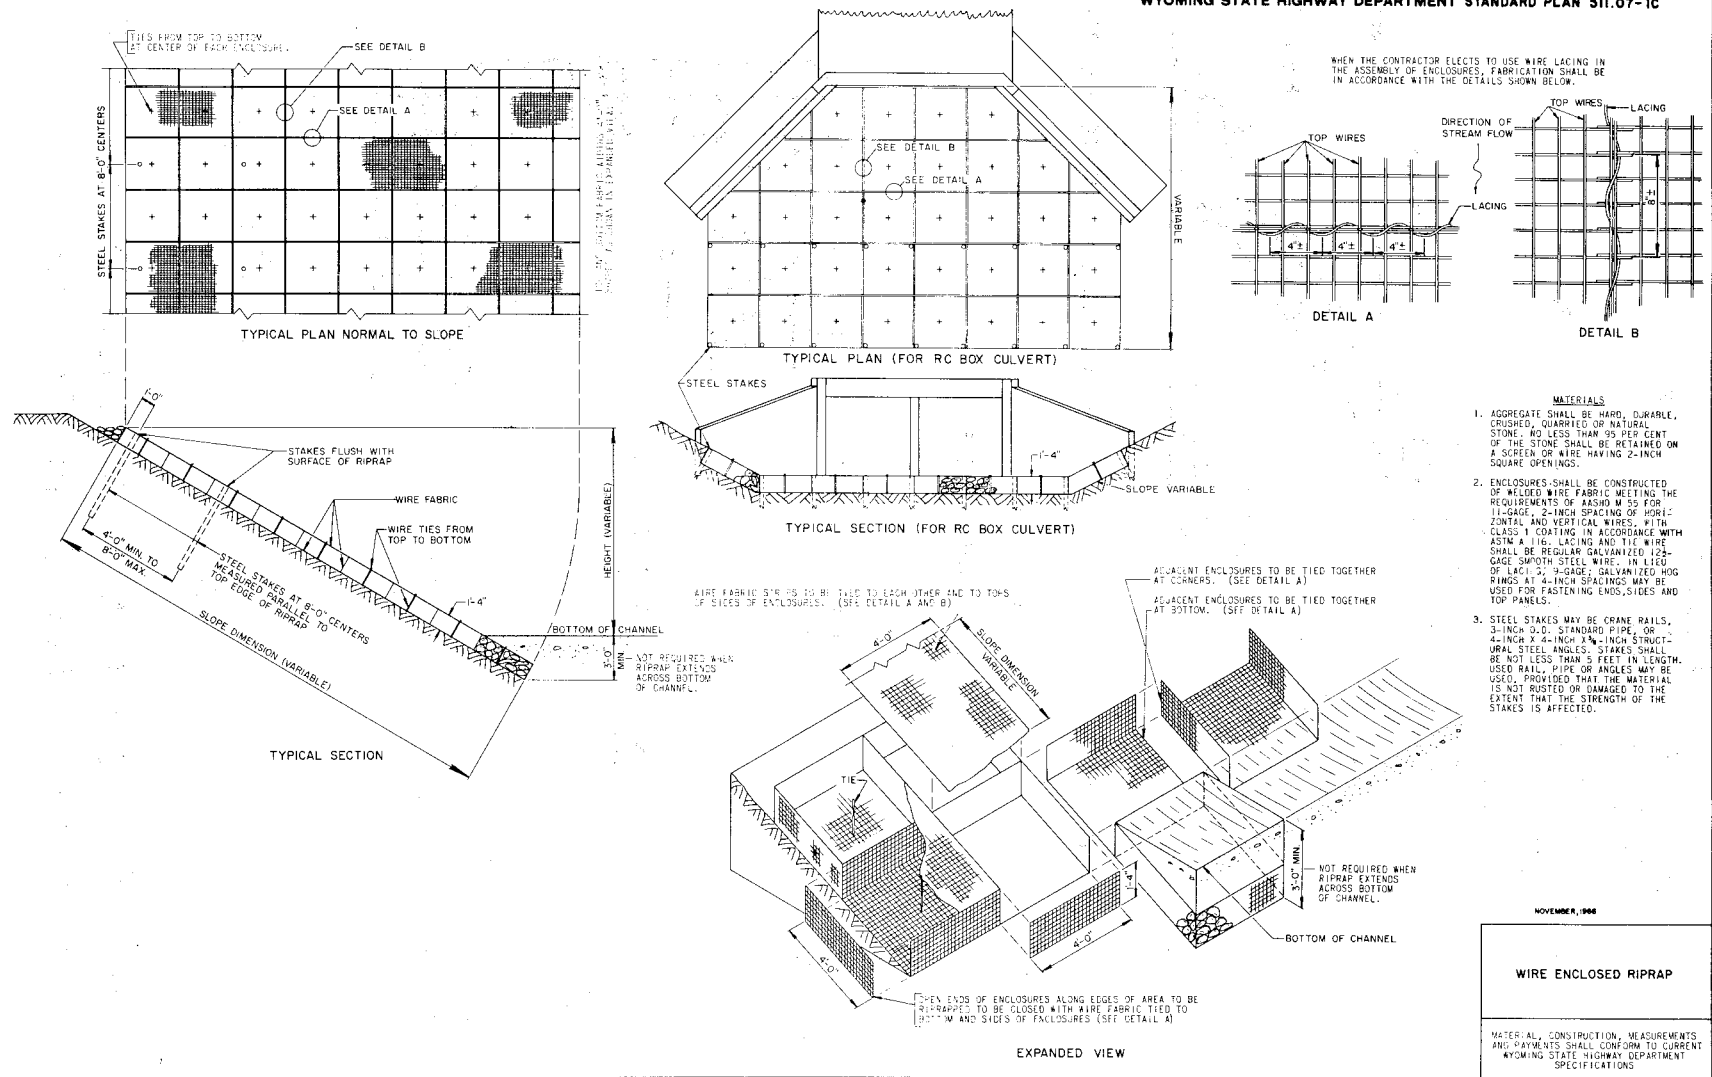 WYOMING STATE HIGHWAY DEPARTMENT STANDARD PLAN 511.07-1C
TIES FROM TOP TO BOTTOM
AT CENTER OF EACH ENCLOSURE.
SEE DETAIL B
SEE DETAIL A
STEEL STAKES AT 8'-0" CENTERS
TYPICAL PLAN NORMAL TO SLOPE
SEE DETAIL B
SEE DETAIL A
VARIABLE
TYPICAL PLAN (FOR RC BOX CULVERT)
STEEL STAKES
WHEN THE CONTRACTOR ELECTS TO USE WIRE LACING IN
THE ASSEMBLY OF ENCLOSURES, FABRICATION SHALL BE
IN ACCORDANCE WITH THE DETAILS SHOWN BELOW.
TOP WIRES
LACING
DIRECTION OF
STREAM FLOW
TOP WIRES
LACING
4"±
4"±
4"±
8"±
DETAIL A
DETAIL B
1'-0"
STAKES FLUSH WITH
SURFACE OF RIPRAP
WIRE FABRIC
WIRE TIES FROM
TOP TO BOTTOM
4'-0" MIN. TO
8'-0" MAX.
STEEL STAKES AT 8'-0" CENTERS
MEASURED PARALLEL TO
TOP EDGE OF RIPRAP
SLOPE DIMENSION (VARIABLE)
1'-4"
HEIGHT (VARIABLE)
BOTTOM OF CHANNEL
3'-0"
MIN.
NOT REQUIRED WHEN
RIPRAP EXTENDS
ACROSS BOTTOM
OF CHANNEL.
TYPICAL SECTION
1'-4"
SLOPE VARIABLE
TYPICAL SECTION (FOR RC BOX CULVERT)
MATERIALS
1. AGGREGATE SHALL BE HARD, DURABLE,
CRUSHED, QUARRIED OR NATURAL
STONE. NO LESS THAN 95 PER CENT
OF THE STONE SHALL BE RETAINED ON
A SCREEN OR WIRE HAVING 2-INCH
SQUARE OPENINGS.
2. ENCLOSURES SHALL BE CONSTRUCTED
OF WELDED WIRE FABRIC MEETING THE
REQUIREMENTS OF AASHO M 55 FOR
11-GAGE, 2-INCH SPACING OF HORI-
ZONTAL AND VERTICAL WIRES, WITH
CLASS 1 COATING IN ACCORDANCE WITH
ASTM A 116. LACING AND TIE WIRE
SHALL BE REGULAR GALVANIZED 12½-
GAGE SMOOTH STEEL WIRE. IN LIEU
OF LACING, 9-GAGE, GALVANIZED HOG
RINGS AT 4-INCH SPACINGS MAY BE
USED FOR FASTENING ENDS, SIDES AND
TOP PANELS.
3. STEEL STAKES MAY BE CRANE RAILS,
3-INCH O.D. STANDARD PIPE, OR
4-INCH X 4-INCH X ⅜-INCH STRUCT-
URAL STEEL ANGLES. STAKES SHALL
BE NOT LESS THAN 5 FEET IN LENGTH.
USED RAIL, PIPE OR ANGLES MAY BE
USED, PROVIDED THAT THE MATERIAL
IS NOT RUSTED OR DAMAGED TO THE
EXTENT THAT THE STRENGTH OF THE
STAKES IS AFFECTED.
WIRE FABRIC STRIPS TO BE TIED TO EACH OTHER AND TO TOPS
OF SIDES OF ENCLOSURES. (SEE DETAIL A AND B)
ADJACENT ENCLOSURES TO BE TIED TOGETHER
AT CORNERS. (SEE DETAIL A)
ADJACENT ENCLOSURES TO BE TIED TOGETHER
AT BOTTOM. (SEE DETAIL A)
4'-0"
SLOPE DIMENSION
VARIABLE
TIE
1'-4"
4'-0"
4'-0"
3'-0" MIN.
NOT REQUIRED WHEN
RIPRAP EXTENDS
ACROSS BOTTOM
OF CHANNEL.
BOTTOM OF CHANNEL
OPEN ENDS OF ENCLOSURES ALONG EDGES OF AREA TO BE
RIPRAPPED TO BE CLOSED WITH WIRE FABRIC TIED TO
BOTTOM AND SIDES OF ENCLOSURES (SEE DETAIL A)
EXPANDED VIEW
NOVEMBER, 1966
WIRE ENCLOSED RIPRAP
MATERIAL, CONSTRUCTION, MEASUREMENTS
AND PAYMENTS SHALL CONFORM TO CURRENT
WYOMING STATE HIGHWAY DEPARTMENT
SPECIFICATIONS